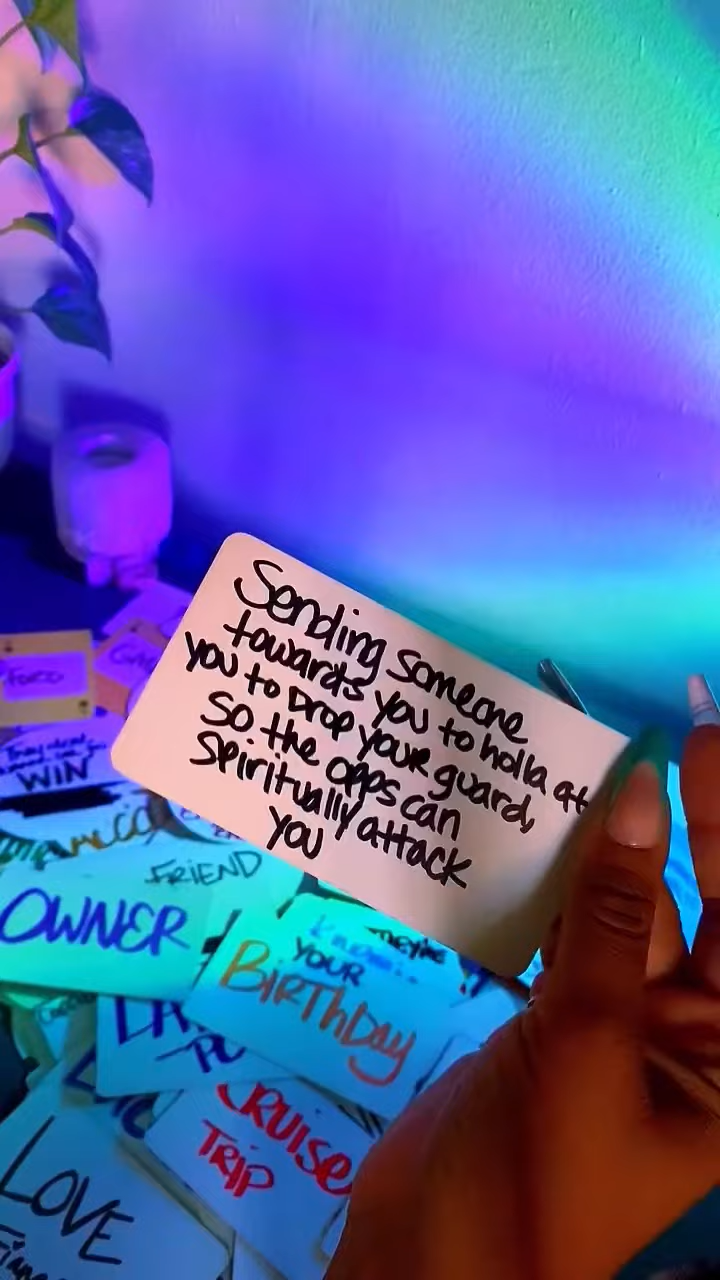 Sending someone
towards you to holla at
you to Drop your guard,
so the opps can
spiritually attack
you
WIN
FRIEND
OWNER
YOUR
BiRThDay
CRUISE
TRIP
LOVE